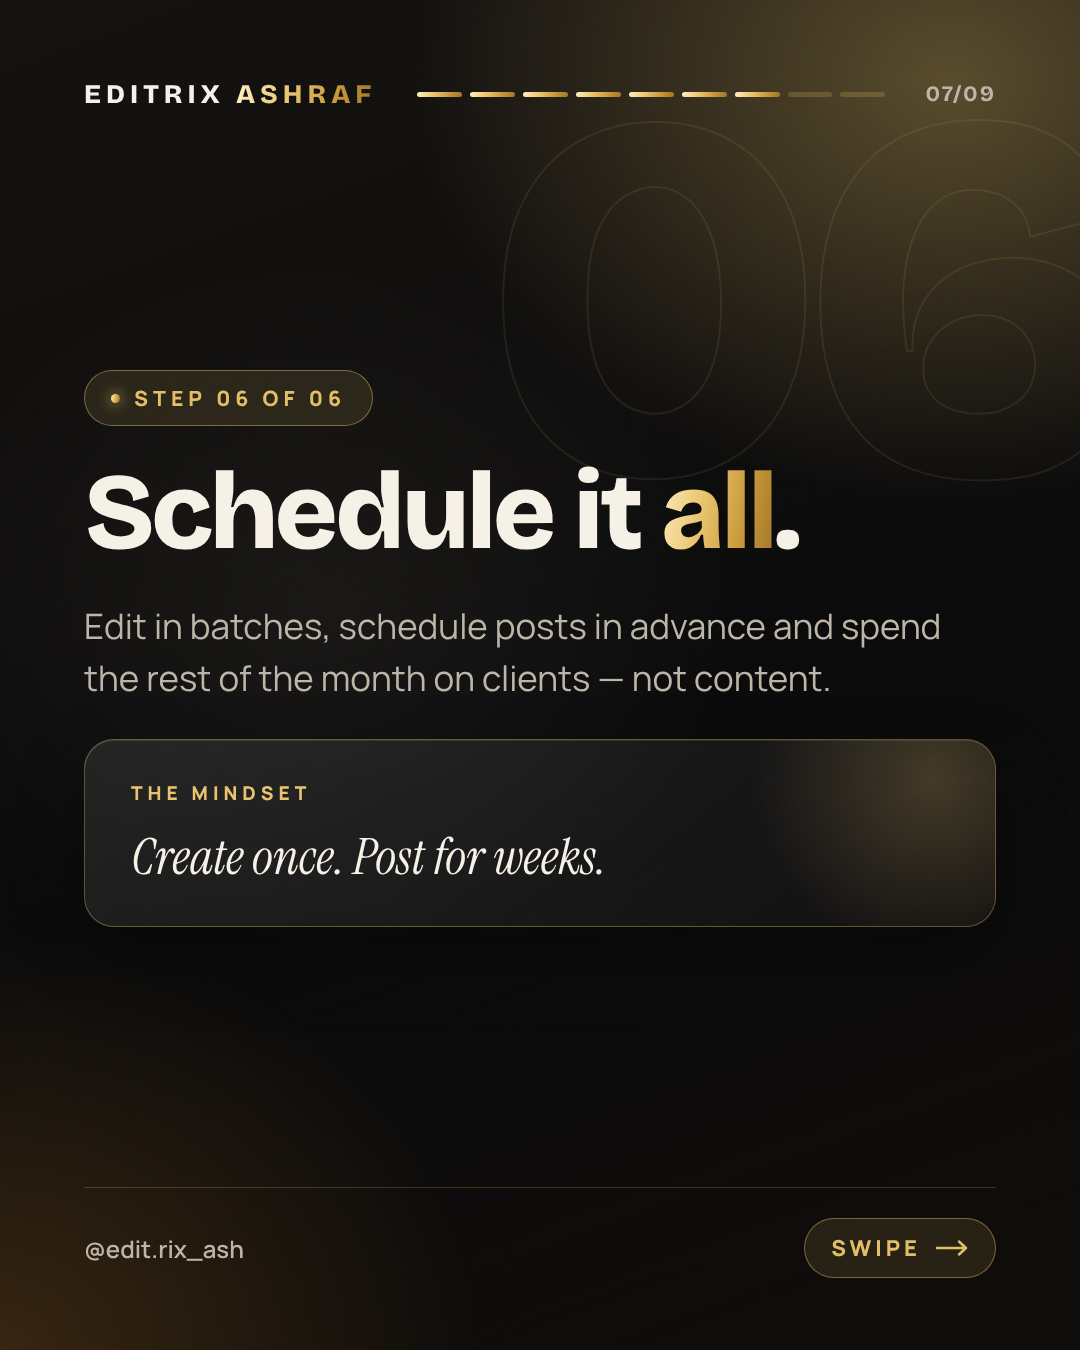 EDITRIX ASHRAF
07/09
06
STEP 06 OF 06
Schedule it all.
Edit in batches, schedule posts in advance and spend
the rest of the month on clients — not content.
THE MINDSET
Create once. Post for weeks.
@edit.rix_ash
SWIPE →